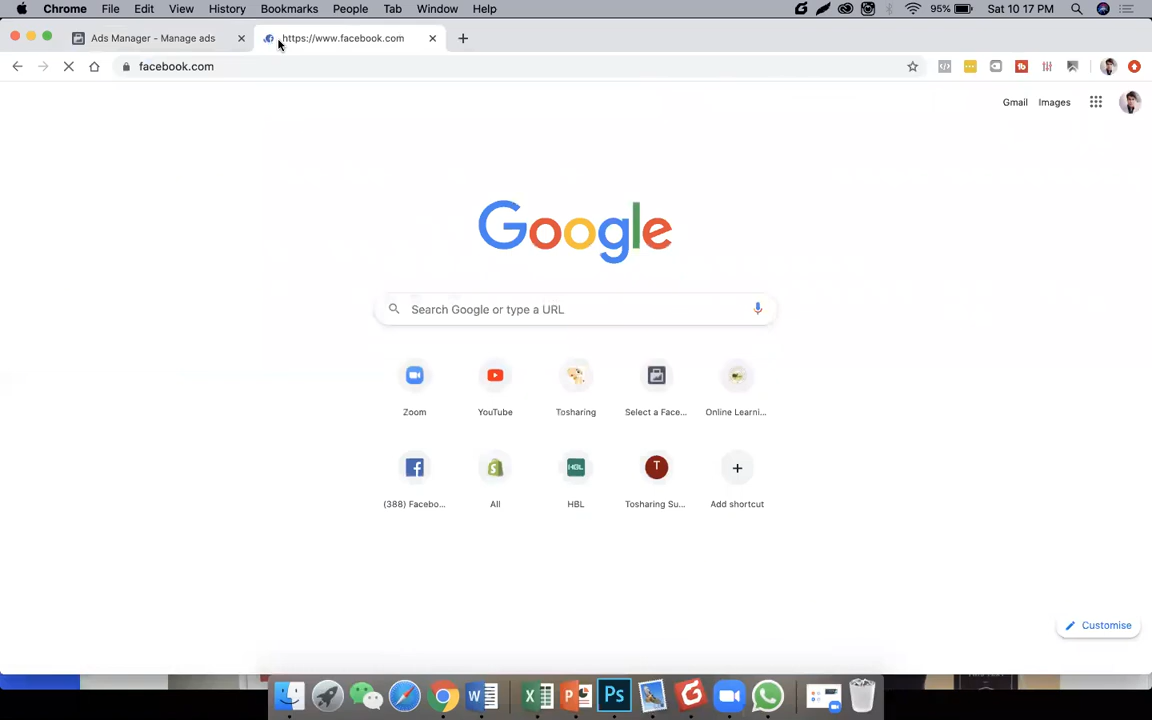 Chrome File Edit View History Bookmarks People Tab Window Help 95% Sat 10 17 PM
Ads Manager - Manage ads https://www.facebook.com
facebook.com
Gmail Images
Google
Search Google or type a URL
Zoom YouTube Tosharing Select a Face... Online Learni...
HBL T
(388) Facebo... All HBL Tosharing Su... Add shortcut
Customise
W X P Ps